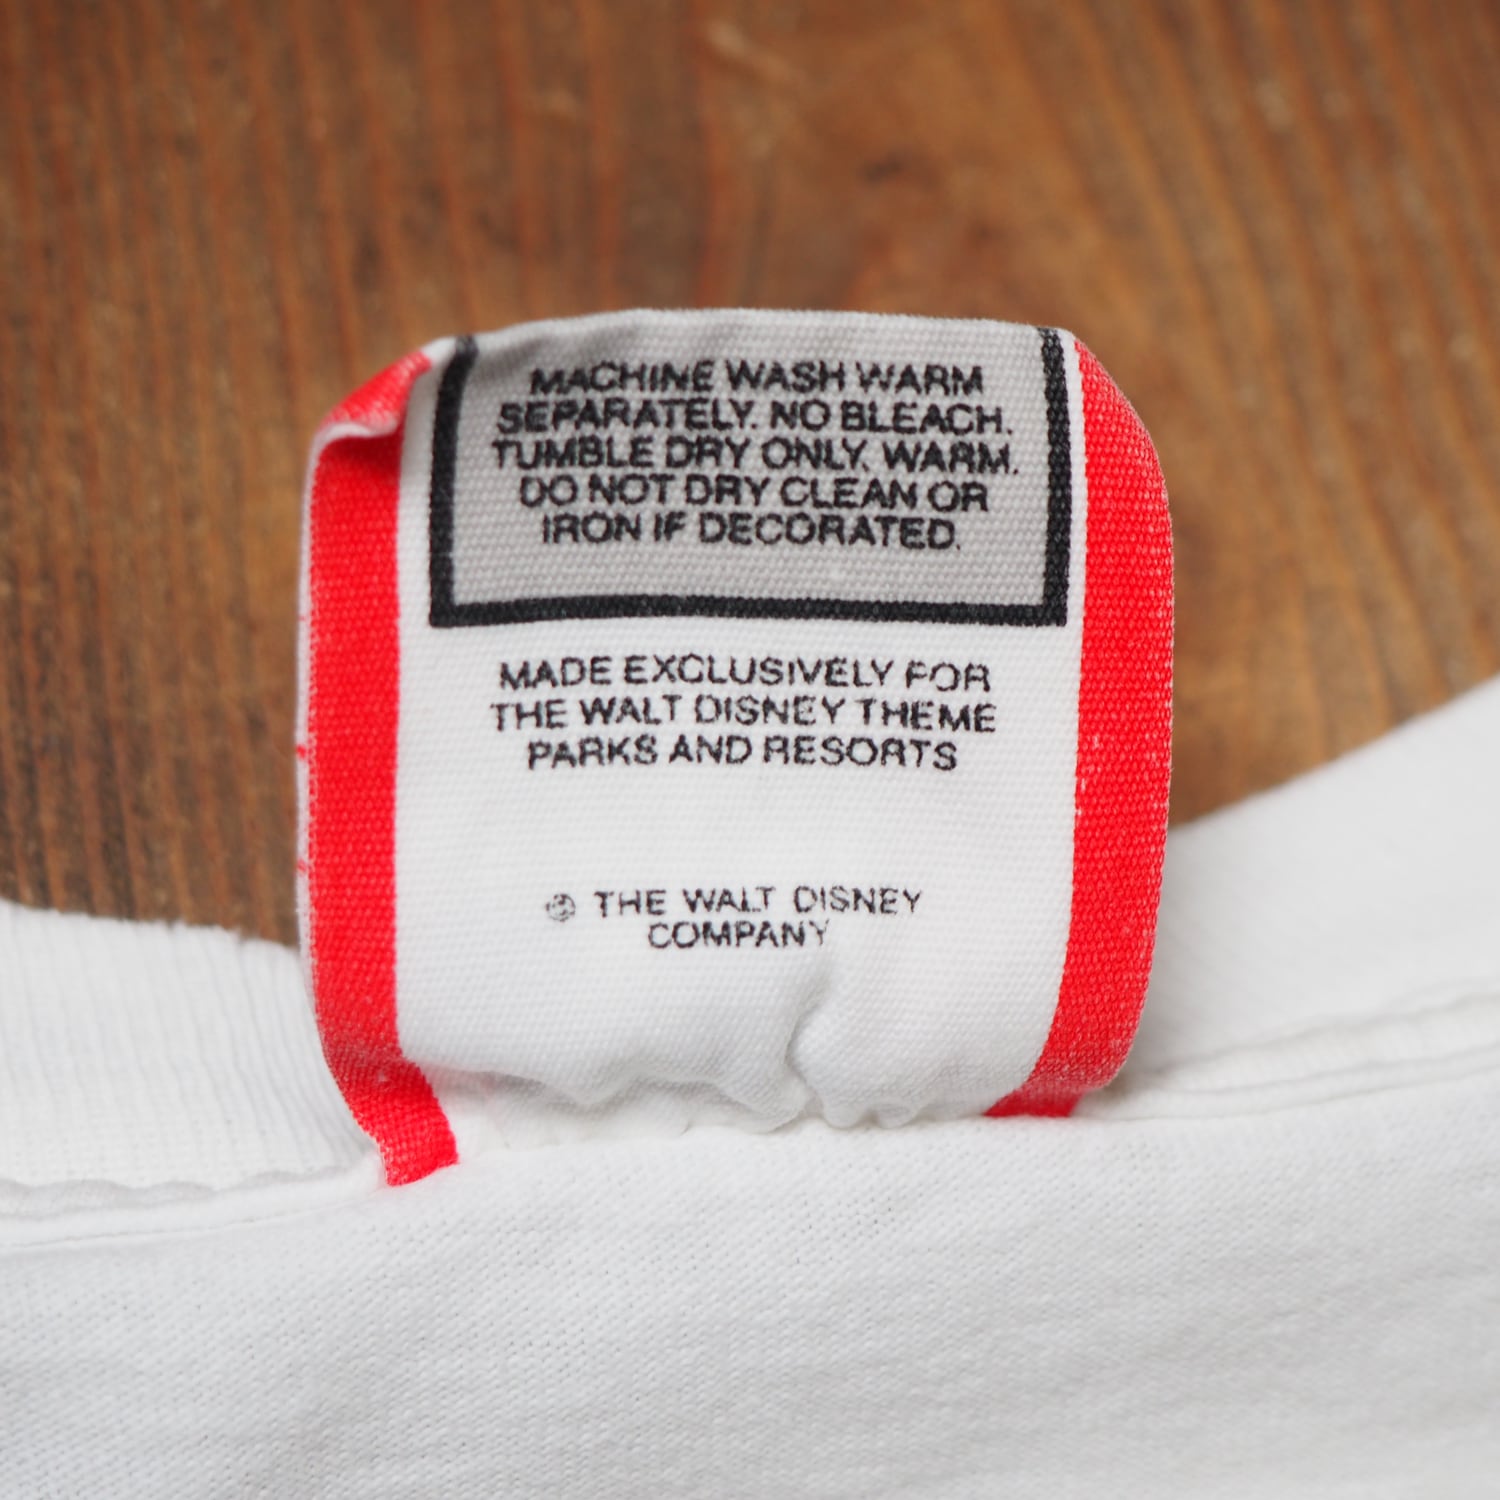 MACHINE WASH WARM
SEPARATELY. NO BLEACH.
TUMBLE DRY ONLY, WARM.
DO NOT DRY CLEAN OR
IRON IF DECORATED.
MADE EXCLUSIVELY FOR
THE WALT DISNEY THEME
PARKS AND RESORTS
© THE WALT DISNEY
COMPANY